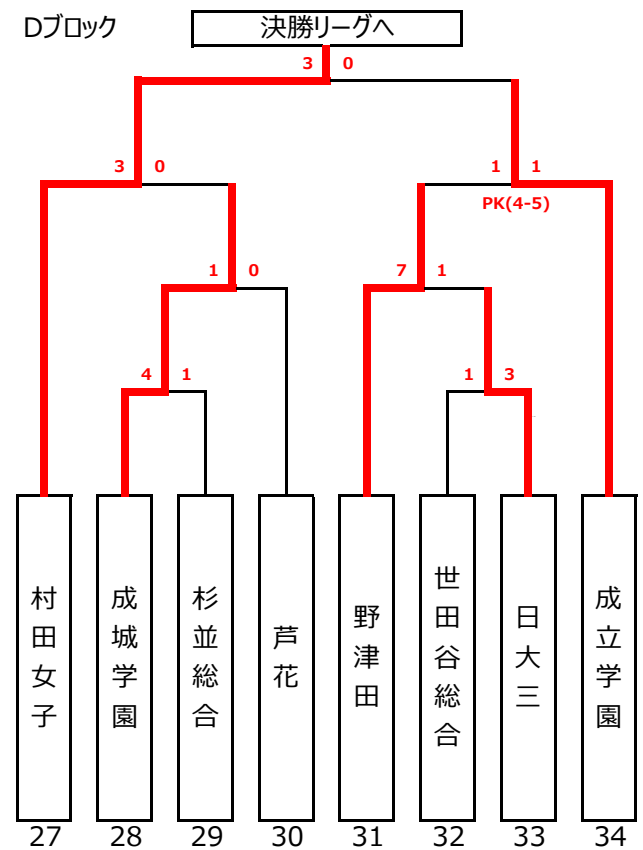 Dブロック
決勝リーグへ
3 0
3 0
1 1
PK(4-5)
1 0
7 1
4 1
1 3
村田女子
成城学園
杉並総合
芦花
野津田
世田谷総合
日大三
成立学園
27 28 29 30 31 32 33 34